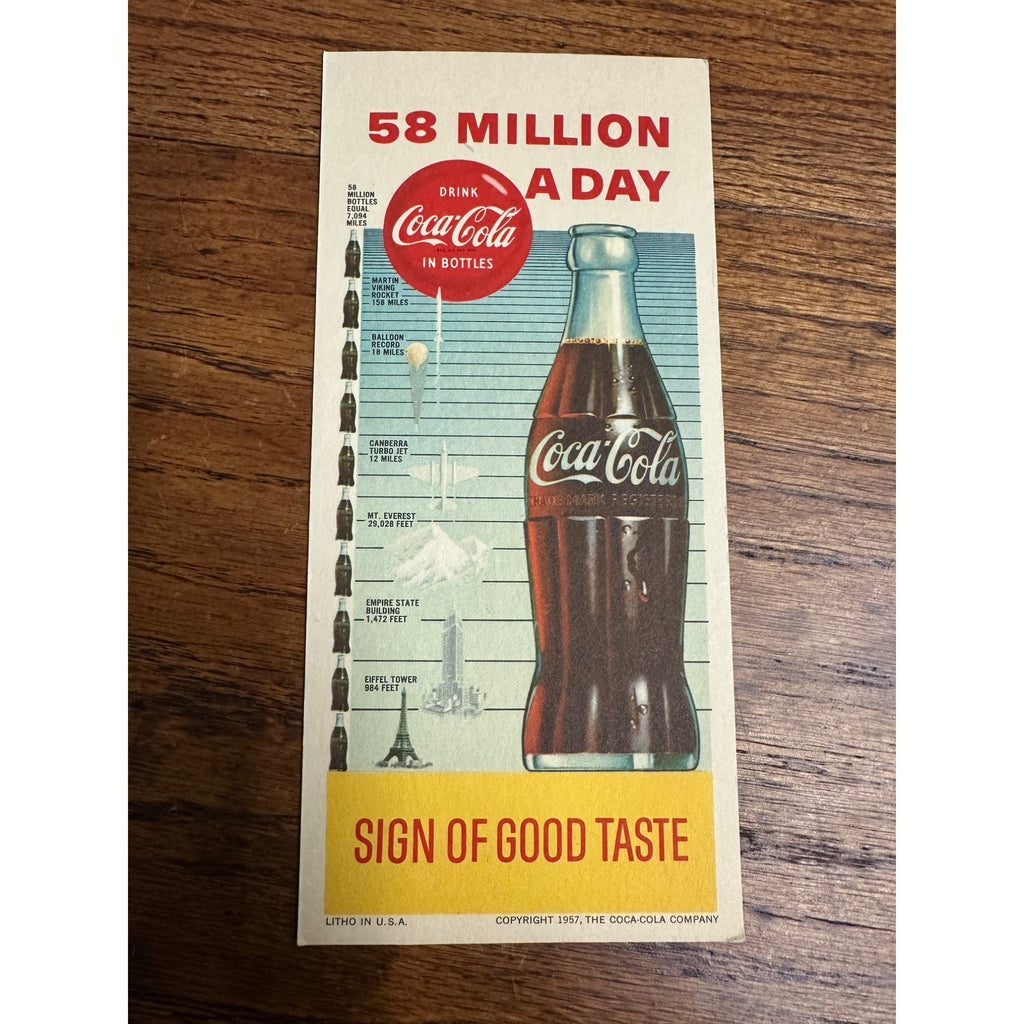 58 MILLION
A DAY
58
MILLION
BOTTLES
EQUAL
7,094
MILES
DRINK
Coca-Cola
IN BOTTLES
MARTIN
VIKING
ROCKET
158 MILES
BALLOON
RECORD
18 MILES
CANBERRA
TURBO JET
12 MILES
MT. EVEREST
29,028 FEET
EMPIRE STATE
BUILDING
1,472 FEET
EIFFEL TOWER
984 FEET
Coca-Cola
TRADE MARK REGISTERED
SIGN OF GOOD TASTE
LITHO IN U.S.A.
COPYRIGHT 1957, THE COCA-COLA COMPANY